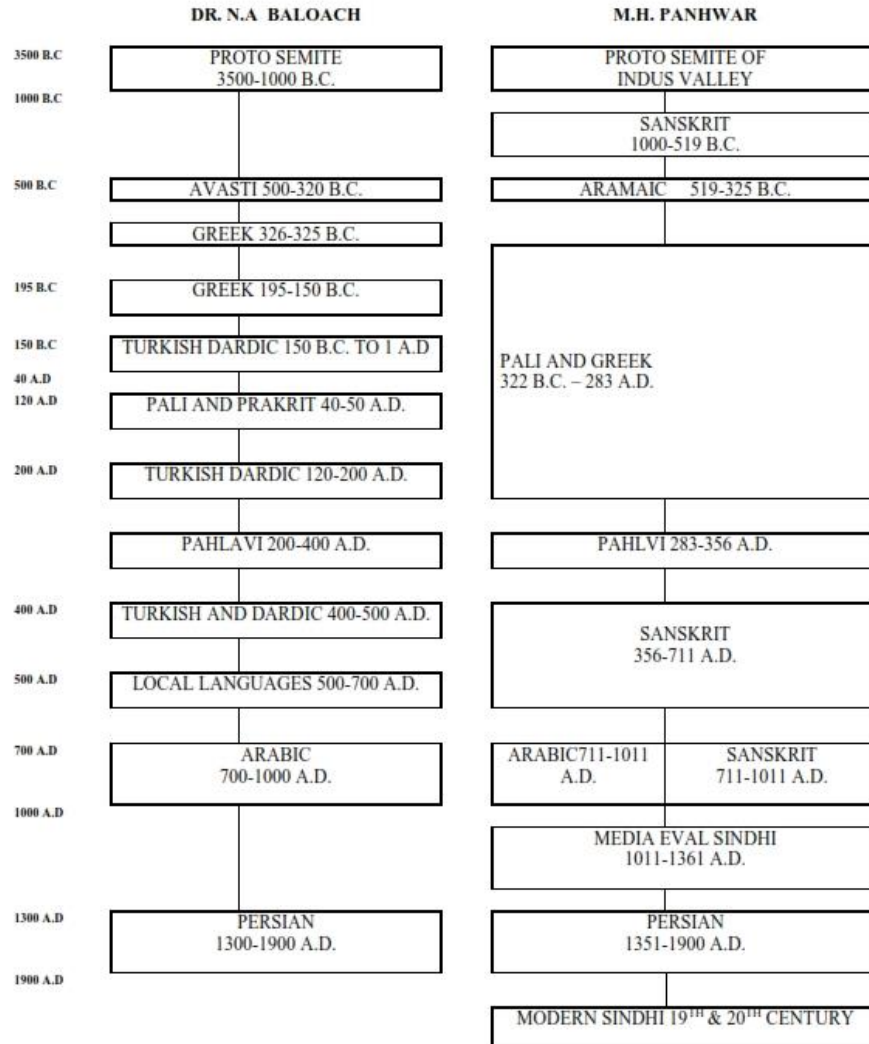 DR. N.A BALOACH
M.H. PANHWAR
3500 B.C
PROTO SEMITE
3500-1000 B.C.
PROTO SEMITE OF
INDUS VALLEY
1000 B.C
SANSKRIT
1000-519 B.C.
500 B.C
AVASTI 500-320 B.C.
ARAMAIC 519-325 B.C.
GREEK 326-325 B.C.
195 B.C
GREEK 195-150 B.C.
150 B.C
TURKISH DARDIC 150 B.C. TO 1 A.D
PALI AND GREEK
322 B.C. – 283 A.D.
40 A.D
120 A.D
PALI AND PRAKRIT 40-50 A.D.
200 A.D
TURKISH DARDIC 120-200 A.D.
PAHLAVI 200-400 A.D.
PAHLVI 283-356 A.D.
400 A.D
TURKISH AND DARDIC 400-500 A.D.
SANSKRIT
356-711 A.D.
500 A.D
LOCAL LANGUAGES 500-700 A.D.
700 A.D
ARABIC
700-1000 A.D.
ARABIC711-1011
A.D.
SANSKRIT
711-1011 A.D.
1000 A.D
MEDIA EVAL SINDHI
1011-1361 A.D.
1300 A.D
PERSIAN
1300-1900 A.D.
PERSIAN
1351-1900 A.D.
1900 A.D
MODERN SINDHI 19TH & 20TH CENTURY